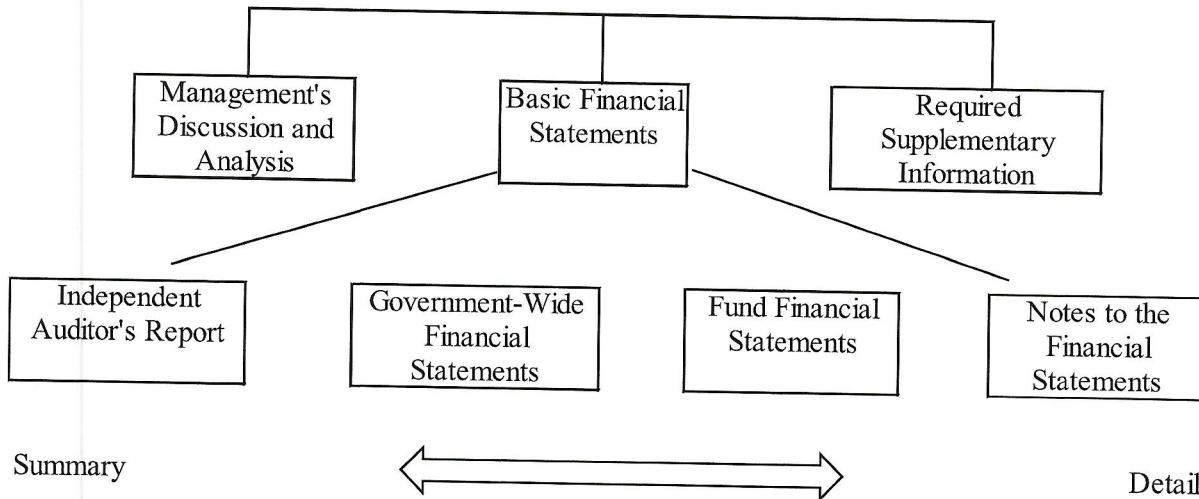 Management's
Discussion and
Analysis
Basic Financial
Statements
Required
Supplementary
Information
Independent
Auditor's Report
Government-Wide
Financial
Statements
Fund Financial
Statements
Notes to the
Financial
Statements
Summary
Detail